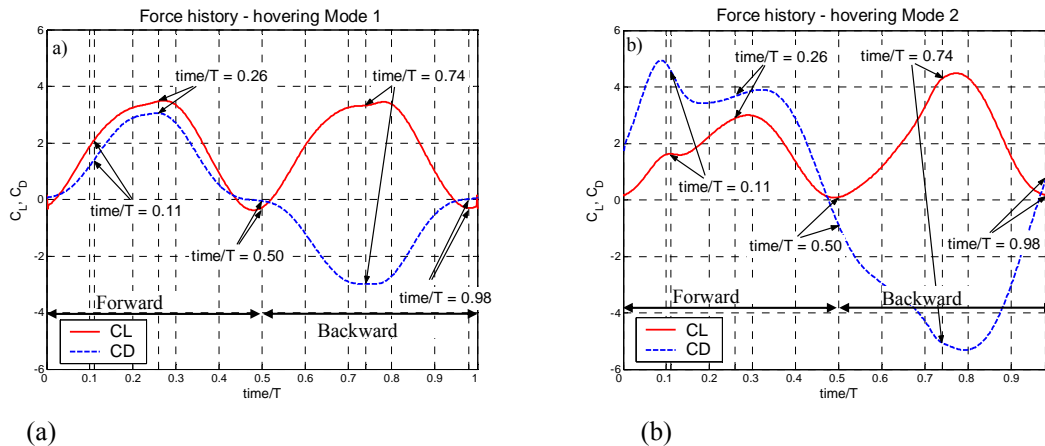 Force history - hovering Mode 1
a)
6
4
2
0
-2
-4
-6
C_L, C_D
time/T = 0.26
time/T = 0.74
time/T = 0.11
time/T = 0.50
time/T = 0.98
Forward
Backward
CL
CD
0 0.1 0.2 0.3 0.4 0.5 0.6 0.7 0.8 0.9 1
time/T
(a)
Force history - hovering Mode 2
b)
6
4
2
0
-2
-4
-6
C_L, C_D
time/T = 0.26
time/T = 0.74
time/T = 0.11
time/T = 0.50
time/T = 0.98
Forward
Backward
CL
CD
0 0.1 0.2 0.3 0.4 0.5 0.6 0.7 0.8 0.9
time/T
(b)